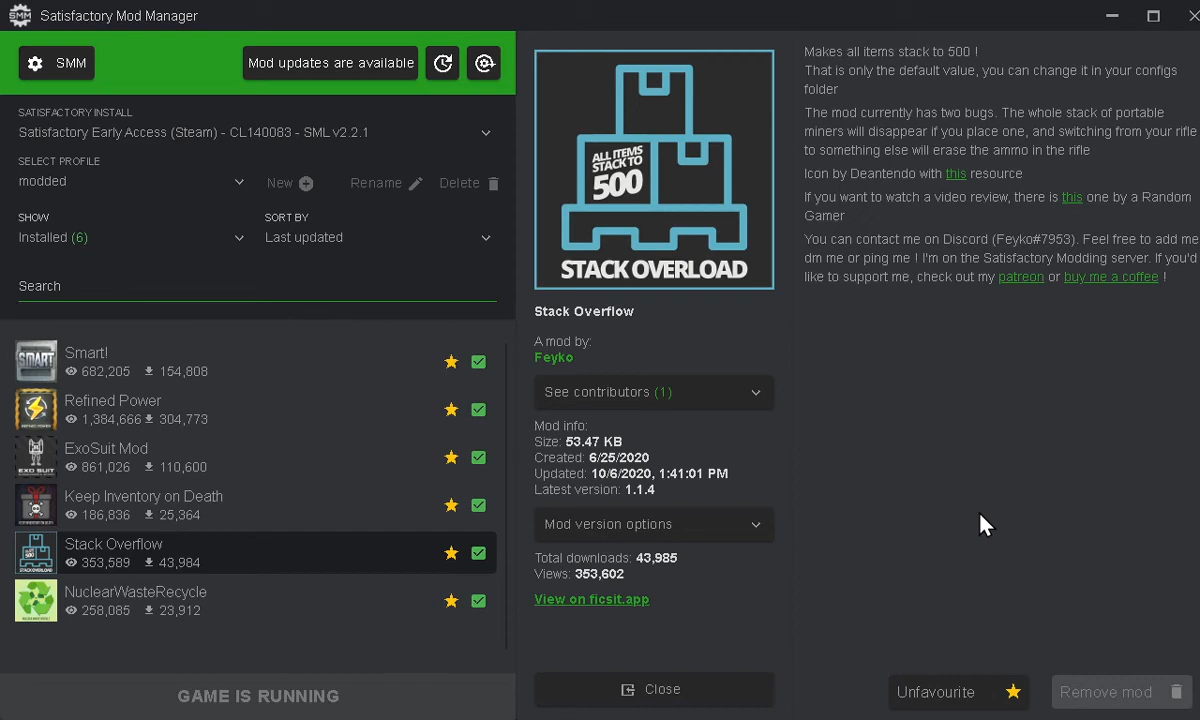 SMM
Satisfactory Mod Manager
SMM
Mod updates are available
SATISFACTORY INSTALL
Satisfactory Early Access (Steam) - CL140083 - SML v2.2.1
SELECT PROFILE
modded
New
Rename
Delete
SHOW
SORT BY
Installed (6)
Last updated
Search
SMART
Smart!
682,205
154,808
Refined Power
1,384,666
304,773
EXO SUIT
ExoSuit Mod
861,026
110,600
Keep Inventory on Death
186,836
25,364
Stack Overflow
353,589
43,984
NuclearWasteRecycle
258,085
23,912
GAME IS RUNNING
ALL ITEMS
STACK TO
500
STACK OVERLOAD
Stack Overflow
A mod by:
Feyko
See contributors (1)
Mod info:
Size: 53.47 KB
Created: 6/25/2020
Updated: 10/6/2020, 1:41:01 PM
Latest version: 1.1.4
Mod version options
Total downloads: 43,985
Views: 353,602
View on ficsit.app
Close
Makes all items stack to 500 !
That is only the default value, you can change it in your configs
folder
The mod currently has two bugs. The whole stack of portable
miners will disappear if you place one, and switching from your rifle
to something else will erase the ammo in the rifle
Icon by Deantendo with this resource
If you want to watch a video review, there is this one by a Random
Gamer
You can contact me on Discord (Feyko#7953). Feel free to add me
dm me or ping me ! I'm on the Satisfactory Modding server. If you'd
like to support me, check out my patreon or buy me a coffee !
Unfavourite
Remove mod